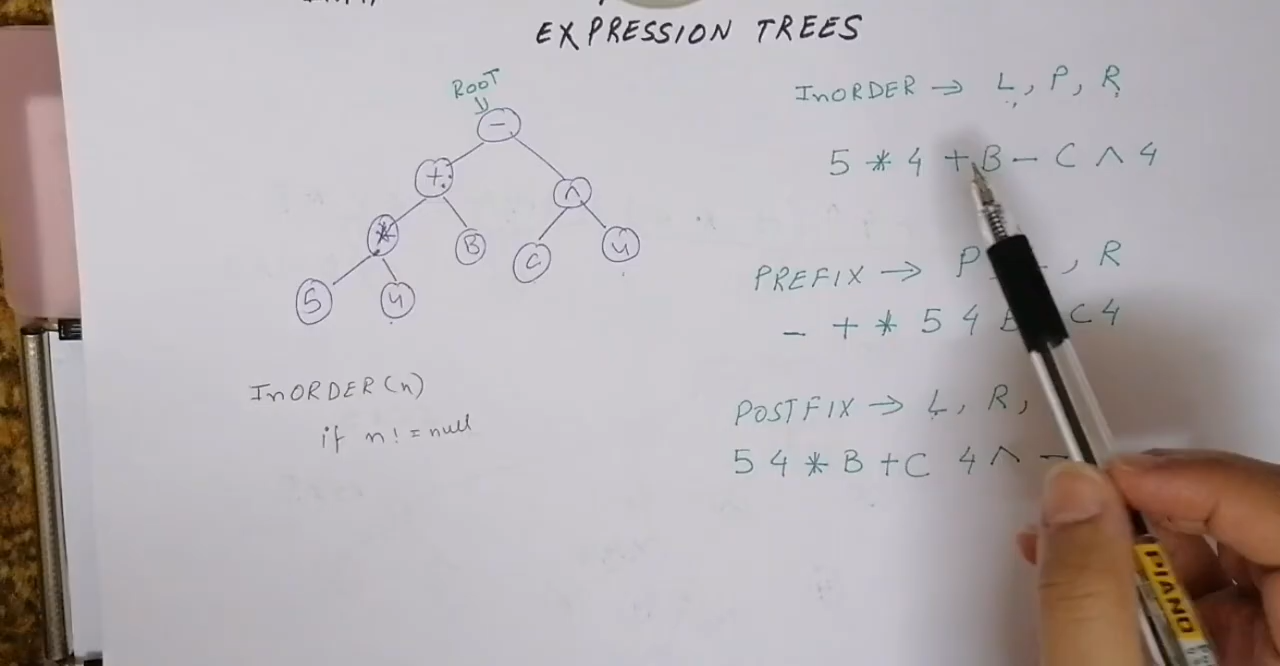 EXPRESSION TREES
ROOT
-
+
^
*
B
C
4
5
4
InORDER → L, P, R
5 * 4 + B - C ^ 4
PREFIX → P , R
- + * 5 4 C 4
POSTFIX → L, R,
5 4 * B + C 4 ^ -
InORDER(n)
if n! = null
PIANO